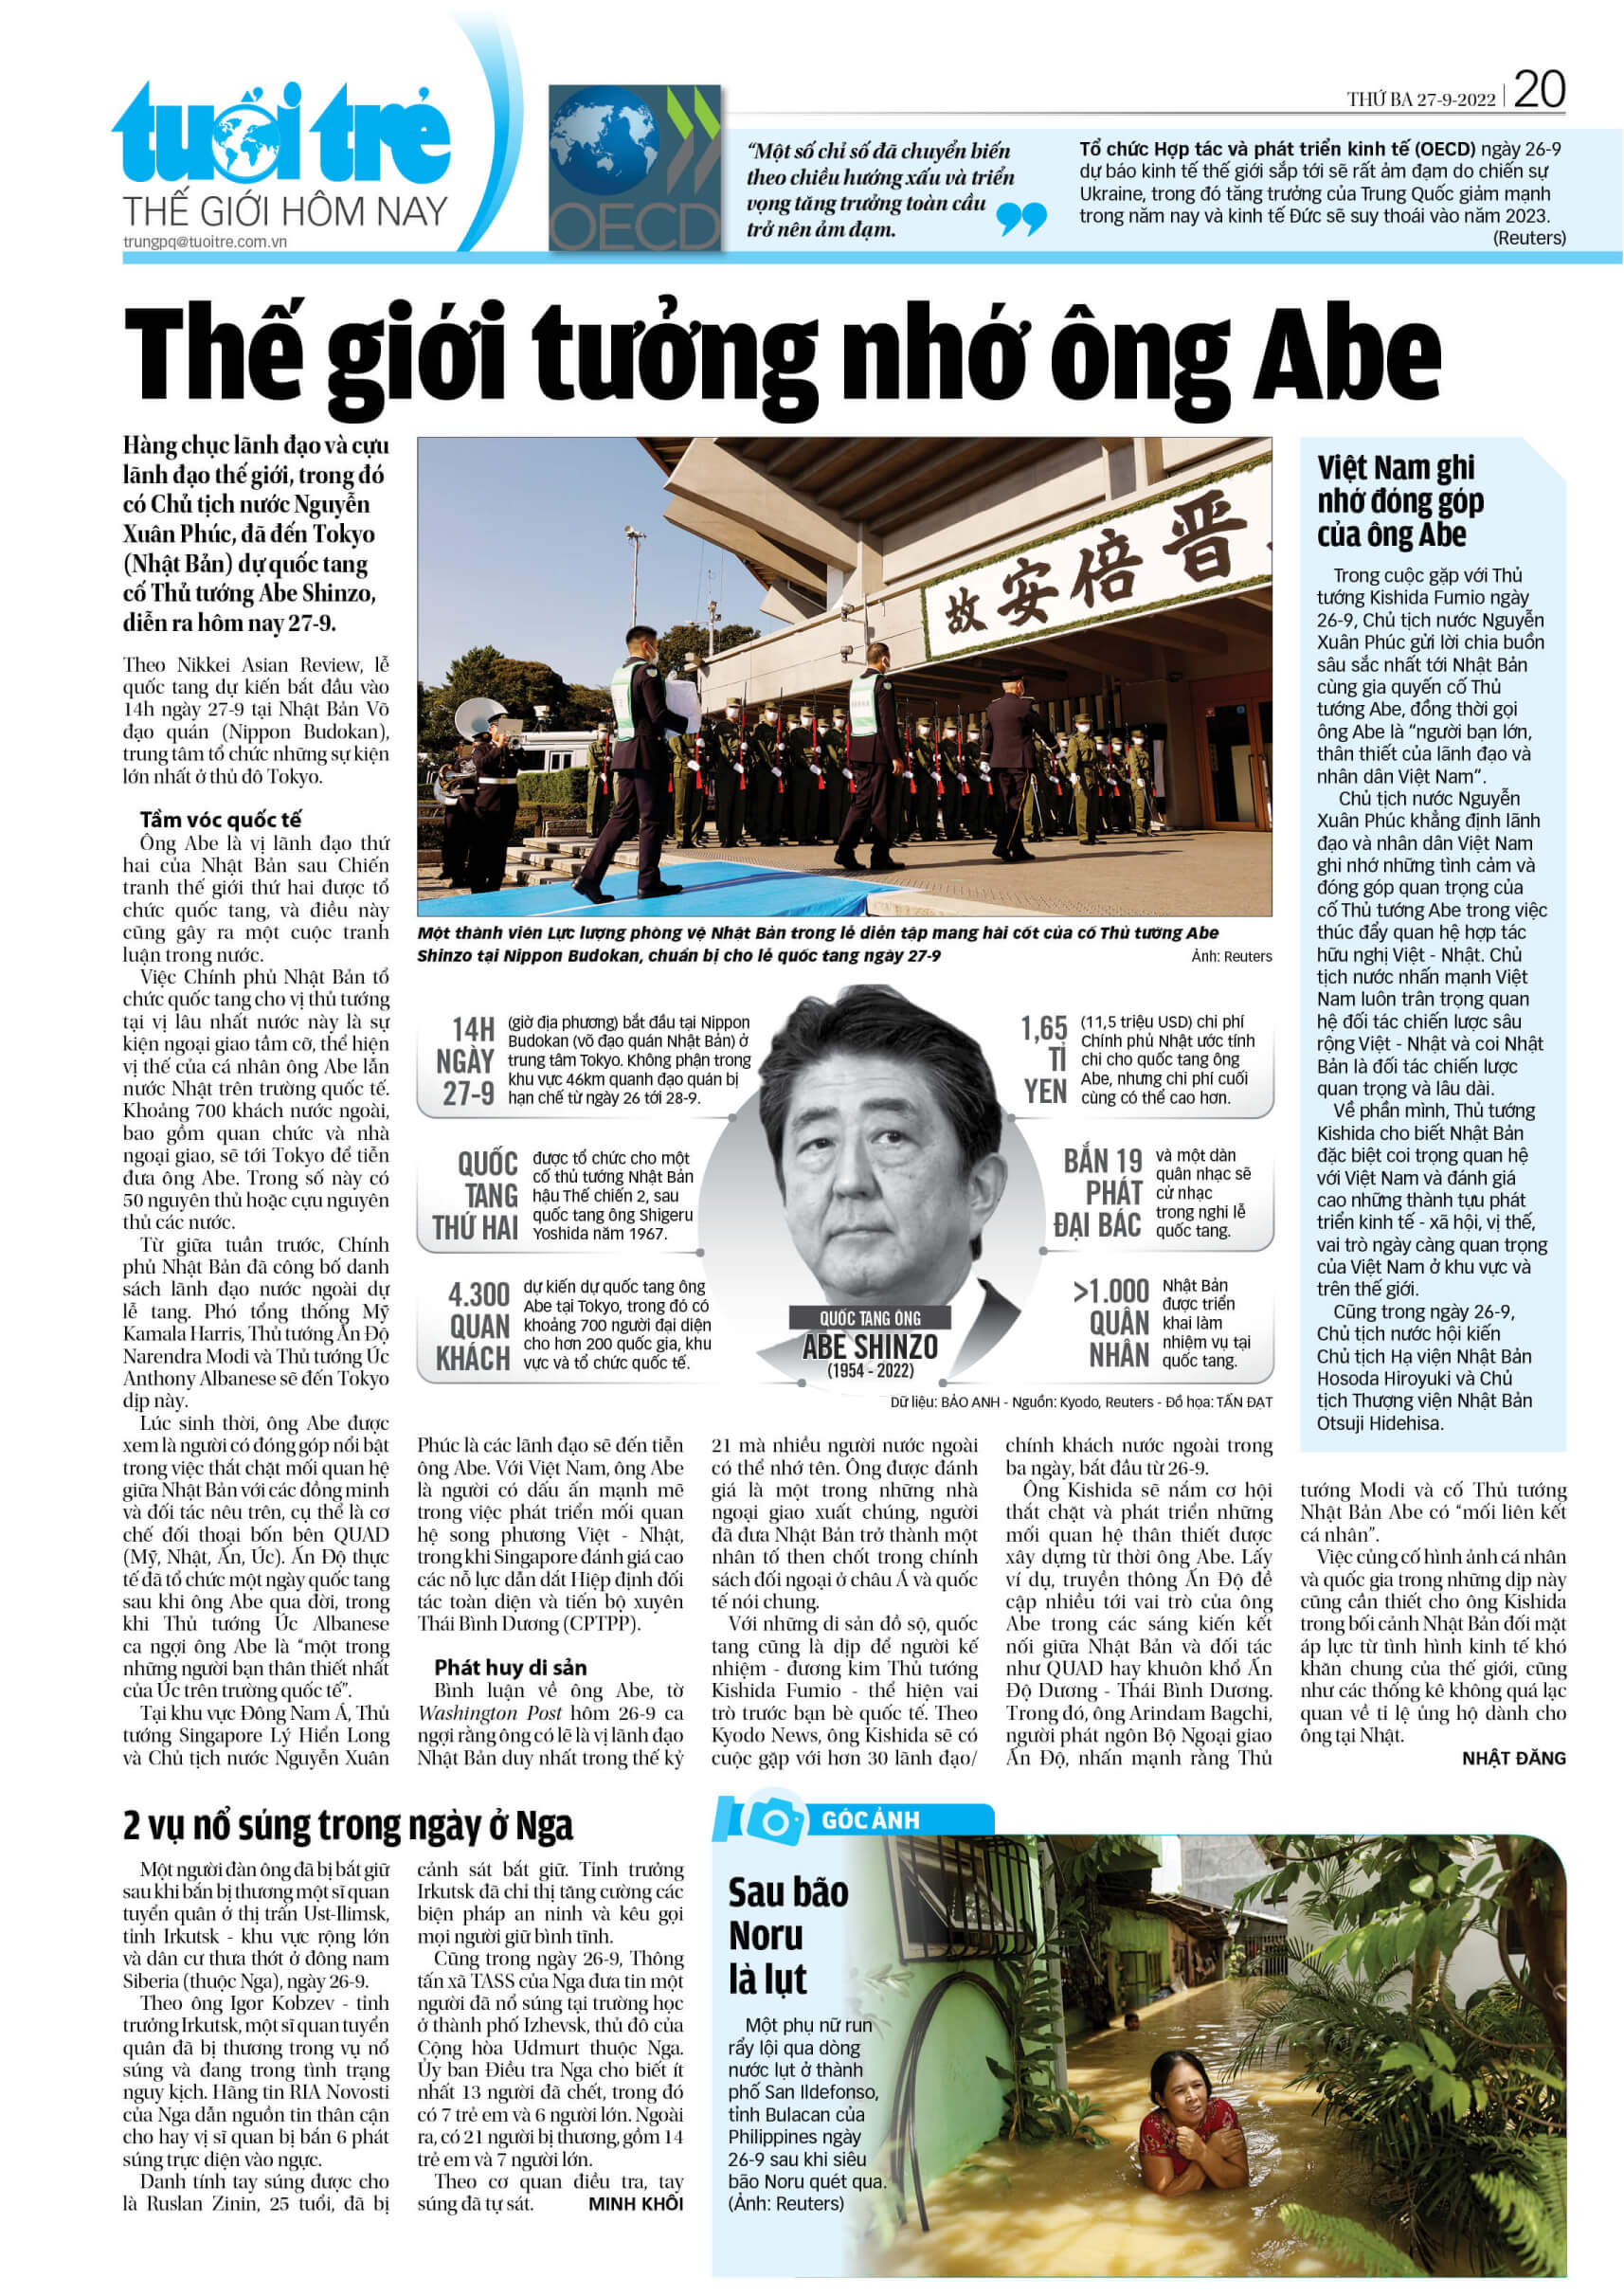 tuổi trẻ
THẾ GIỚI HÔM NAY
trungpq@tuoitre.com.vn
OECD
THỨ BA 27-9-2022 | 20
“Một số chỉ số đã chuyển biến
theo chiều hướng xấu và triển
vọng tăng trưởng toàn cầu
trở nên ảm đạm.
Tổ chức Hợp tác và phát triển kinh tế (OECD) ngày 26-9
dự báo kinh tế thế giới sắp tới sẽ rất ảm đạm do chiến sự
Ukraine, trong đó tăng trưởng của Trung Quốc giảm mạnh
trong năm nay và kinh tế Đức sẽ suy thoái vào năm 2023.
(Reuters)
Thế giới tưởng nhớ ông Abe
Hàng chục lãnh đạo và cựu
lãnh đạo thế giới, trong đó
có Chủ tịch nước Nguyễn
Xuân Phúc, đã đến Tokyo
(Nhật Bản) dự quốc tang
cố Thủ tướng Abe Shinzo,
diễn ra hôm nay 27-9.
Theo Nikkei Asian Review, lễ
quốc tang dự kiến bắt đầu vào
14h ngày 27-9 tại Nhật Bản Võ
đạo quán (Nippon Budokan),
trung tâm tổ chức những sự kiện
lớn nhất ở thủ đô Tokyo.
Tầm vóc quốc tế
Ông Abe là vị lãnh đạo thứ
hai của Nhật Bản sau Chiến
tranh thế giới thứ hai được tổ
chức quốc tang, và điều này
cũng gây ra một cuộc tranh
luận trong nước.
Việc Chính phủ Nhật Bản tổ
chức quốc tang cho vị thủ tướng
tại vị lâu nhất nước này là sự
kiện ngoại giao tầm cỡ, thể hiện
vị thế của cá nhân ông Abe lẫn
nước Nhật trên trường quốc tế.
Khoảng 700 khách nước ngoài,
bao gồm quan chức và nhà
ngoại giao, sẽ tới Tokyo để tiễn
đưa ông Abe. Trong số này có
50 nguyên thủ hoặc cựu nguyên
thủ các nước.
Từ giữa tuần trước, Chính
phủ Nhật Bản đã công bố danh
sách lãnh đạo nước ngoài dự
lễ tang. Phó tổng thống Mỹ
Kamala Harris, Thủ tướng Ấn Độ
Narendra Modi và Thủ tướng Úc
Anthony Albanese sẽ đến Tokyo
dịp này.
Lúc sinh thời, ông Abe được
xem là người có đóng góp nổi bật
trong việc thắt chặt mối quan hệ
giữa Nhật Bản với các đồng minh
và đối tác nêu trên, cụ thể là cơ
chế đối thoại bốn bên QUAD
(Mỹ, Nhật, Ấn, Úc). Ấn Độ thực
tế đã tổ chức một ngày quốc tang
sau khi ông Abe qua đời, trong
khi Thủ tướng Úc Albanese
ca ngợi ông Abe là “một trong
những người bạn thân thiết nhất
của Úc trên trường quốc tế”.
Tại khu vực Đông Nam Á, Thủ
tướng Singapore Lý Hiển Long
và Chủ tịch nước Nguyễn Xuân
故安倍晋
Một thành viên Lực lượng phòng vệ Nhật Bản trong lễ diễn tập mang hài cốt của cố Thủ tướng Abe
Shinzo tại Nippon Budokan, chuẩn bị cho lễ quốc tang ngày 27-9
Ảnh: Reuters
14H
NGÀY
27-9
(giờ địa phương) bắt đầu tại Nippon
Budokan (võ đạo quán Nhật Bản) ở
trung tâm Tokyo. Không phận trong
khu vực 46km quanh đạo quán bị
hạn chế từ ngày 26 tới 28-9.
QUỐC
TANG
THỨ HAI
được tổ chức cho một
cố thủ tướng Nhật Bản
hậu Thế chiến 2, sau
quốc tang ông Shigeru
Yoshida năm 1967.
4.300
QUAN
KHÁCH
dự kiến dự quốc tang ông
Abe tại Tokyo, trong đó có
khoảng 700 người đại diện
cho hơn 200 quốc gia, khu
vực và tổ chức quốc tế.
QUỐC TANG ÔNG
ABE SHINZO
(1954 - 2022)
1,65
TỈ
YEN
(11,5 triệu USD) chi phí
Chính phủ Nhật ước tính
chi cho quốc tang ông
Abe, nhưng chi phí cuối
cùng có thể cao hơn.
BẮN 19
PHÁT
ĐẠI BÁC
và một dàn
quân nhạc sẽ
cử nhạc
trong nghi lễ
quốc tang.
>1.000
QUÂN
NHÂN
Nhật Bản
được triển
khai làm
nhiệm vụ tại
quốc tang.
Dữ liệu: BẢO ANH - Nguồn: Kyodo, Reuters - Đồ họa: TẤN ĐẠT
Phúc là các lãnh đạo sẽ đến tiễn
ông Abe. Với Việt Nam, ông Abe
là người có dấu ấn mạnh mẽ
trong việc phát triển mối quan
hệ song phương Việt - Nhật,
trong khi Singapore đánh giá cao
các nỗ lực dẫn dắt Hiệp định đối
tác toàn diện và tiến bộ xuyên
Thái Bình Dương (CPTPP).
Phát huy di sản
Bình luận về ông Abe, tờ
Washington Post hôm 26-9 ca
ngợi rằng ông có lẽ là vị lãnh đạo
Nhật Bản duy nhất trong thế kỷ
21 mà nhiều người nước ngoài
có thể nhớ tên. Ông được đánh
giá là một trong những nhà
ngoại giao xuất chúng, người
đã đưa Nhật Bản trở thành một
nhân tố then chốt trong chính
sách đối ngoại ở châu Á và quốc
tế nói chung.
Với những di sản đồ sộ, quốc
tang cũng là dịp để người kế
nhiệm - đương kim Thủ tướng
Kishida Fumio - thể hiện vai
trò trước bạn bè quốc tế. Theo
Kyodo News, ông Kishida sẽ có
cuộc gặp với hơn 30 lãnh đạo/
chính khách nước ngoài trong
ba ngày, bắt đầu từ 26-9.
Ông Kishida sẽ nắm cơ hội
thắt chặt và phát triển những
mối quan hệ thân thiết được
xây dựng từ thời ông Abe. Lấy
ví dụ, truyền thông Ấn Độ đề
cập nhiều tới vai trò của ông
Abe trong các sáng kiến kết
nối giữa Nhật Bản và đối tác
như QUAD hay khuôn khổ Ấn
Độ Dương - Thái Bình Dương.
Trong đó, ông Arindam Bagchi,
người phát ngôn Bộ Ngoại giao
Ấn Độ, nhấn mạnh rằng Thủ
tướng Modi và cố Thủ tướng
Nhật Bản Abe có “mối liên kết
cá nhân”.
Việc củng cố hình ảnh cá nhân
và quốc gia trong những dịp này
cũng cần thiết cho ông Kishida
trong bối cảnh Nhật Bản đối mặt
áp lực từ tình hình kinh tế khó
khăn chung của thế giới, cũng
như các thống kê không quá lạc
quan về tỉ lệ ủng hộ dành cho
ông tại Nhật.
NHẬT ĐĂNG
Việt Nam ghi
nhớ đóng góp
của ông Abe
Trong cuộc gặp với Thủ
tướng Kishida Fumio ngày
26-9, Chủ tịch nước Nguyễn
Xuân Phúc gửi lời chia buồn
sâu sắc nhất tới Nhật Bản
cùng gia quyến cố Thủ
tướng Abe, đồng thời gọi
ông Abe là “người bạn lớn,
thân thiết của lãnh đạo và
nhân dân Việt Nam”.
Chủ tịch nước Nguyễn
Xuân Phúc khẳng định lãnh
đạo và nhân dân Việt Nam
ghi nhớ những tình cảm và
đóng góp quan trọng của
cố Thủ tướng Abe trong việc
thúc đẩy quan hệ hợp tác
hữu nghị Việt - Nhật. Chủ
tịch nước nhấn mạnh Việt
Nam luôn trân trọng quan
hệ đối tác chiến lược sâu
rộng Việt - Nhật và coi Nhật
Bản là đối tác chiến lược
quan trọng và lâu dài.
Về phần mình, Thủ tướng
Kishida cho biết Nhật Bản
đặc biệt coi trọng quan hệ
với Việt Nam và đánh giá
cao những thành tựu phát
triển kinh tế - xã hội, vị thế,
vai trò ngày càng quan trọng
của Việt Nam ở khu vực và
trên thế giới.
Cũng trong ngày 26-9,
Chủ tịch nước hội kiến
Chủ tịch Hạ viện Nhật Bản
Hosoda Hiroyuki và Chủ
tịch Thượng viện Nhật Bản
Otsuji Hidehisa.
2 vụ nổ súng trong ngày ở Nga
Một người đàn ông đã bị bắt giữ
sau khi bắn bị thương một sĩ quan
tuyển quân ở thị trấn Ust-Ilimsk,
tỉnh Irkutsk - khu vực rộng lớn
và dân cư thưa thớt ở đông nam
Siberia (thuộc Nga), ngày 26-9.
Theo ông Igor Kobzev - tỉnh
trưởng Irkutsk, một sĩ quan tuyển
quân đã bị thương trong vụ nổ
súng và đang trong tình trạng
nguy kịch. Hãng tin RIA Novosti
của Nga dẫn nguồn tin thân cận
cho hay vị sĩ quan bị bắn 6 phát
súng trực diện vào ngực.
Danh tính tay súng được cho
là Ruslan Zinin, 25 tuổi, đã bị
cảnh sát bắt giữ. Tỉnh trưởng
Irkutsk đã chỉ thị tăng cường các
biện pháp an ninh và kêu gọi
mọi người giữ bình tĩnh.
Cũng trong ngày 26-9, Thông
tấn xã TASS của Nga đưa tin một
người đã nổ súng tại trường học
ở thành phố Izhevsk, thủ đô của
Cộng hòa Udmurt thuộc Nga.
Ủy ban Điều tra Nga cho biết ít
nhất 13 người đã chết, trong đó
có 7 trẻ em và 6 người lớn. Ngoài
ra, có 21 người bị thương, gồm 14
trẻ em và 7 người lớn.
Theo cơ quan điều tra, tay
súng đã tự sát. MINH KHÔI
GÓC ẢNH
Sau bão
Noru
là lụt
Một phụ nữ run
rẩy lội qua dòng
nước lụt ở thành
phố San Ildefonso,
tỉnh Bulacan của
Philippines ngày
26-9 sau khi siêu
bão Noru quét qua.
(Ảnh: Reuters)